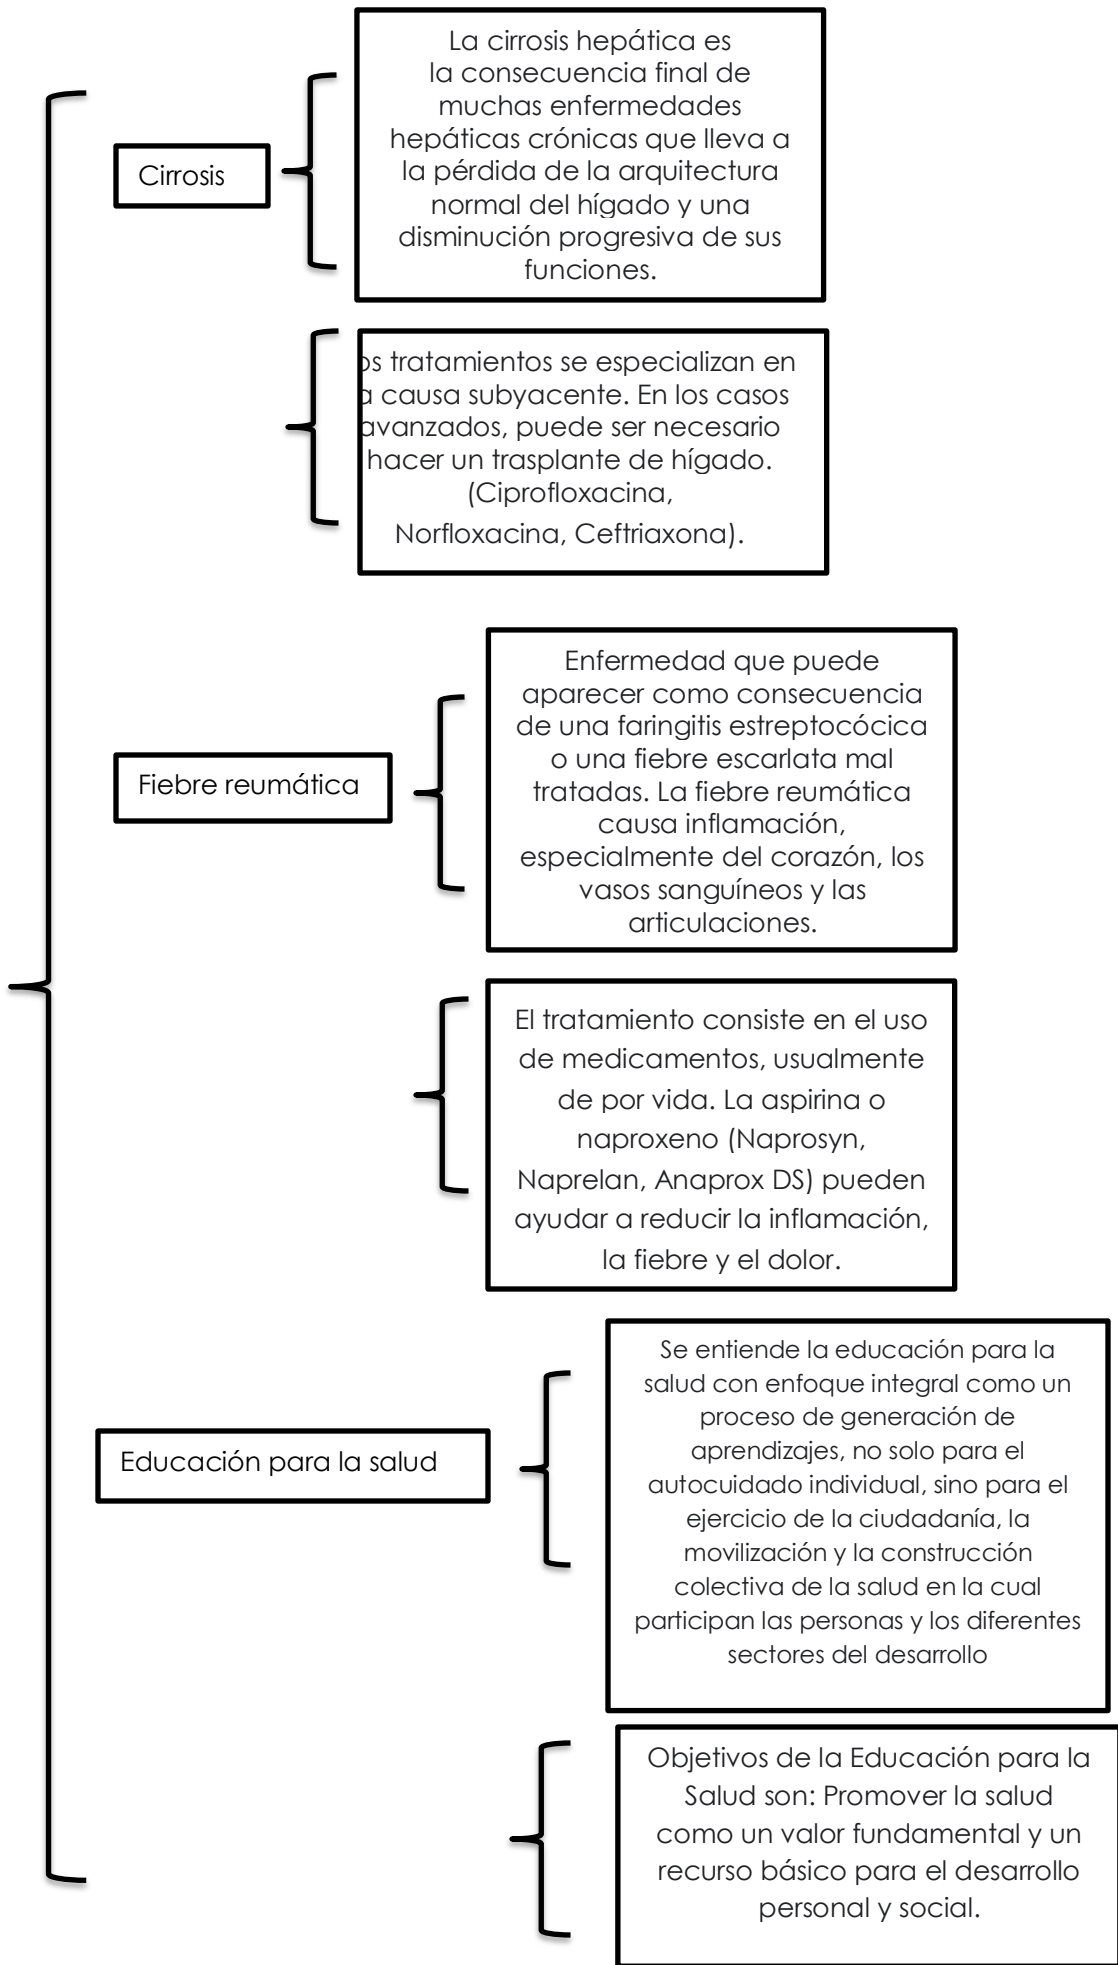 La cirrosis hepática es
la consecuencia final de
muchas enfermedades
hepáticas crónicas que lleva a
la pérdida de la arquitectura
normal del hígado y una
disminución progresiva de sus
funciones.
Cirrosis
os tratamientos se especializan en
a causa subyacente. En los casos
avanzados, puede ser necesario
hacer un trasplante de hígado.
(Ciprofloxacina,
Norfloxacina, Ceftriaxona).
Enfermedad que puede
aparecer como consecuencia
de una faringitis estreptocócica
o una fiebre escarlata mal
tratadas. La fiebre reumática
causa inflamación,
especialmente del corazón, los
vasos sanguíneos y las
articulaciones.
Fiebre reumática
El tratamiento consiste en el uso
de medicamentos, usualmente
de por vida. La aspirina o
naproxeno (Naprosyn,
Naprelan, Anaprox DS) pueden
ayudar a reducir la inflamación,
la fiebre y el dolor.
Se entiende la educación para la
salud con enfoque integral como un
proceso de generación de
aprendizajes, no solo para el
autocuidado individual, sino para el
ejercicio de la ciudadanía, la
movilización y la construcción
colectiva de la salud en la cual
participan las personas y los diferentes
sectores del desarrollo
Educación para la salud
Objetivos de la Educación para la
Salud son: Promover la salud
como un valor fundamental y un
recurso básico para el desarrollo
personal y social.